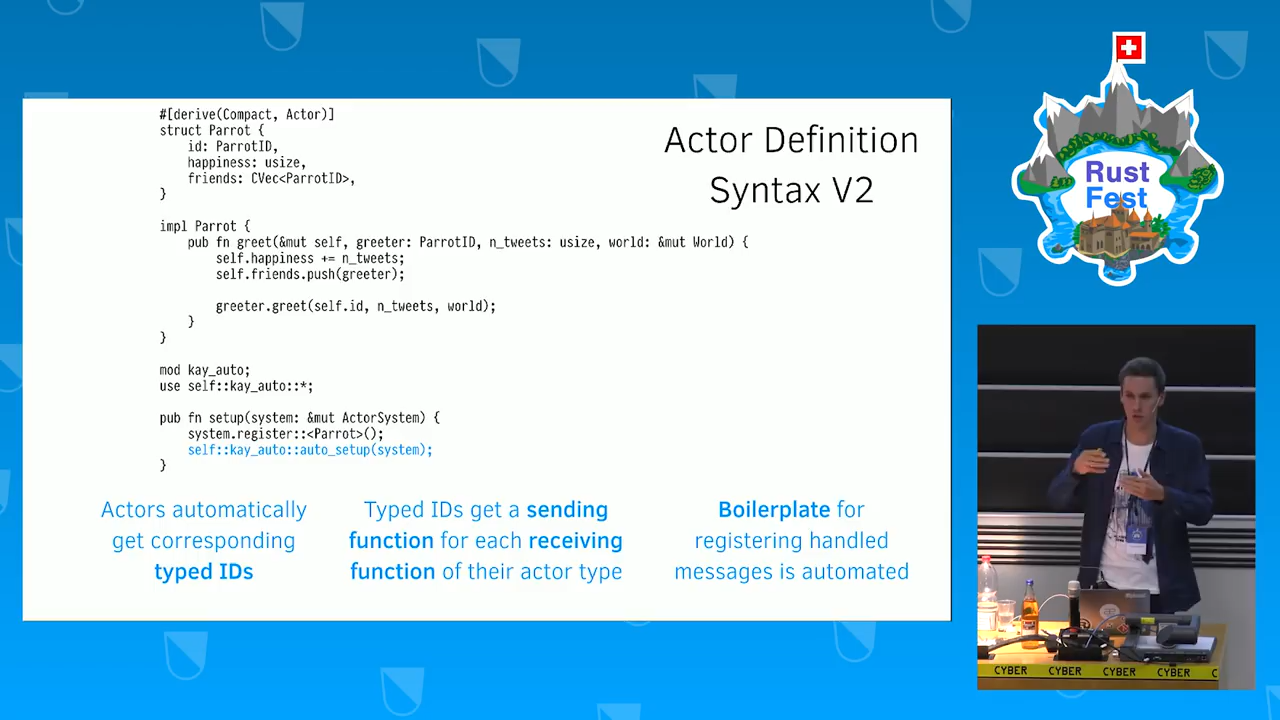 #[derive(Compact, Actor)]
struct Parrot {
    id: ParrotID,
    happiness: usize,
    friends: CVec<ParrotID>,
}
impl Parrot {
    pub fn greet(&mut self, greeter: ParrotID, n_tweets: usize, world: &mut World) {
        self.happiness += n_tweets;
        self.friends.push(greeter);
        greeter.greet(self.id, n_tweets, world);
    }
}
mod kay_auto;
use self::kay_auto::*;
pub fn setup(system: &mut ActorSystem) {
    system.register::<Parrot>();
    self::kay_auto::auto_setup(system);
}
Actor Definition
Syntax V2
Actors automatically
get corresponding
typed IDs
Typed IDs get a sending
function for each receiving
function of their actor type
Boilerplate for
registering handled
messages is automated
Rust
Fest
CYBER CYBER CYBER CYBER C